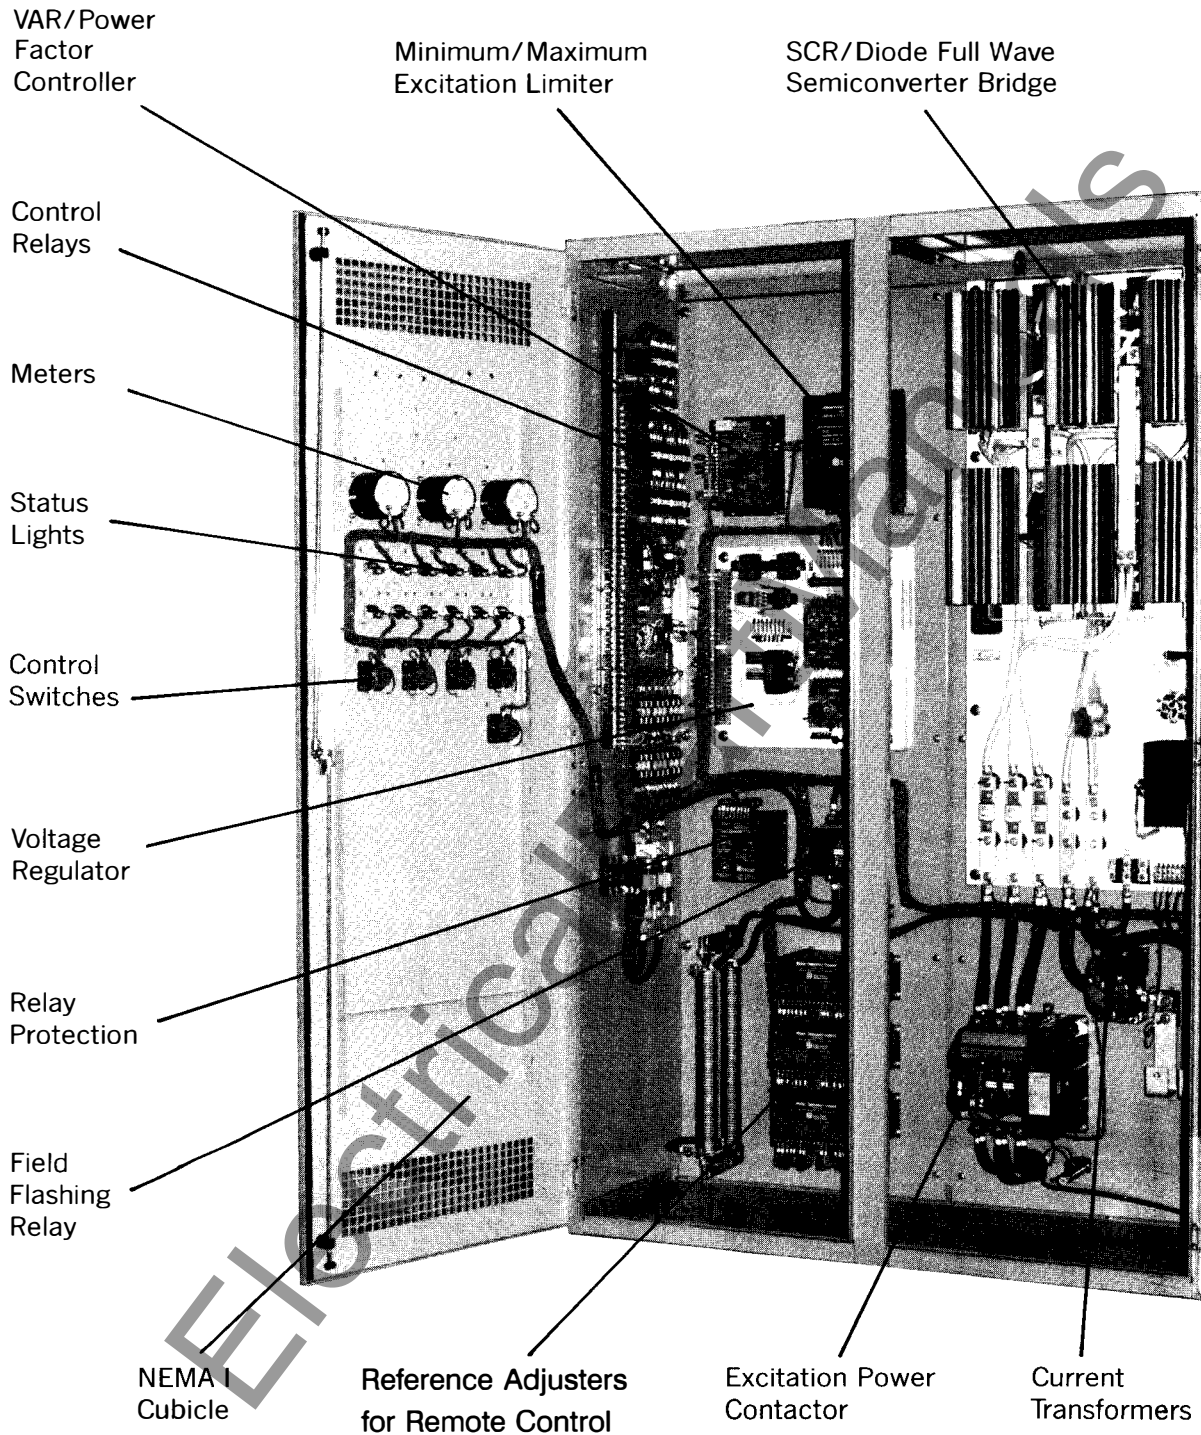 VAR/Power
Factor
Controller
Minimum/Maximum
Excitation Limiter
SCR/Diode Full Wave
Semiconverter Bridge
Control
Relays
Meters
Status
Lights
Control
Switches
Voltage
Regulator
Relay
Protection
Field
Flashing
Relay
NEMA I
Cubicle
Reference Adjusters
for Remote Control
Excitation Power
Contactor
Current
Transformers